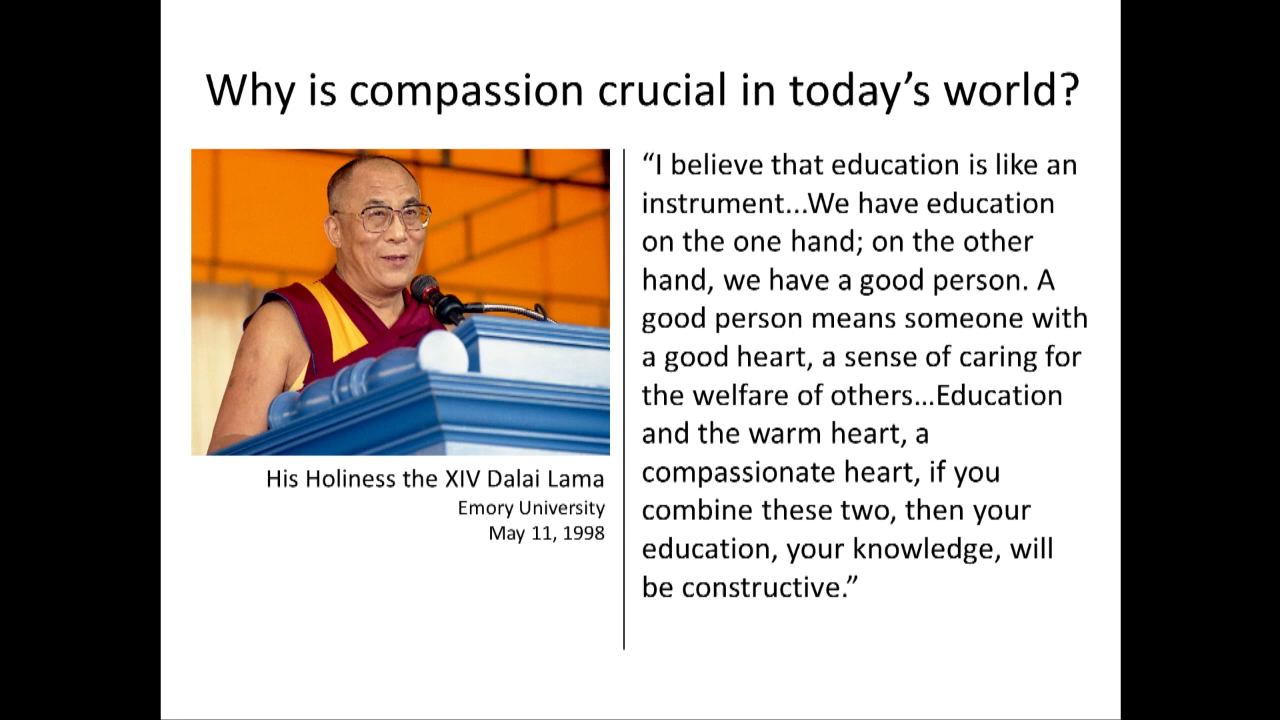 Why is compassion crucial in today’s world?
His Holiness the XIV Dalai Lama
Emory University
May 11, 1998
“I believe that education is like an
instrument...We have education
on the one hand; on the other
hand, we have a good person. A
good person means someone with
a good heart, a sense of caring for
the welfare of others...Education
and the warm heart, a
compassionate heart, if you
combine these two, then your
education, your knowledge, will
be constructive.”